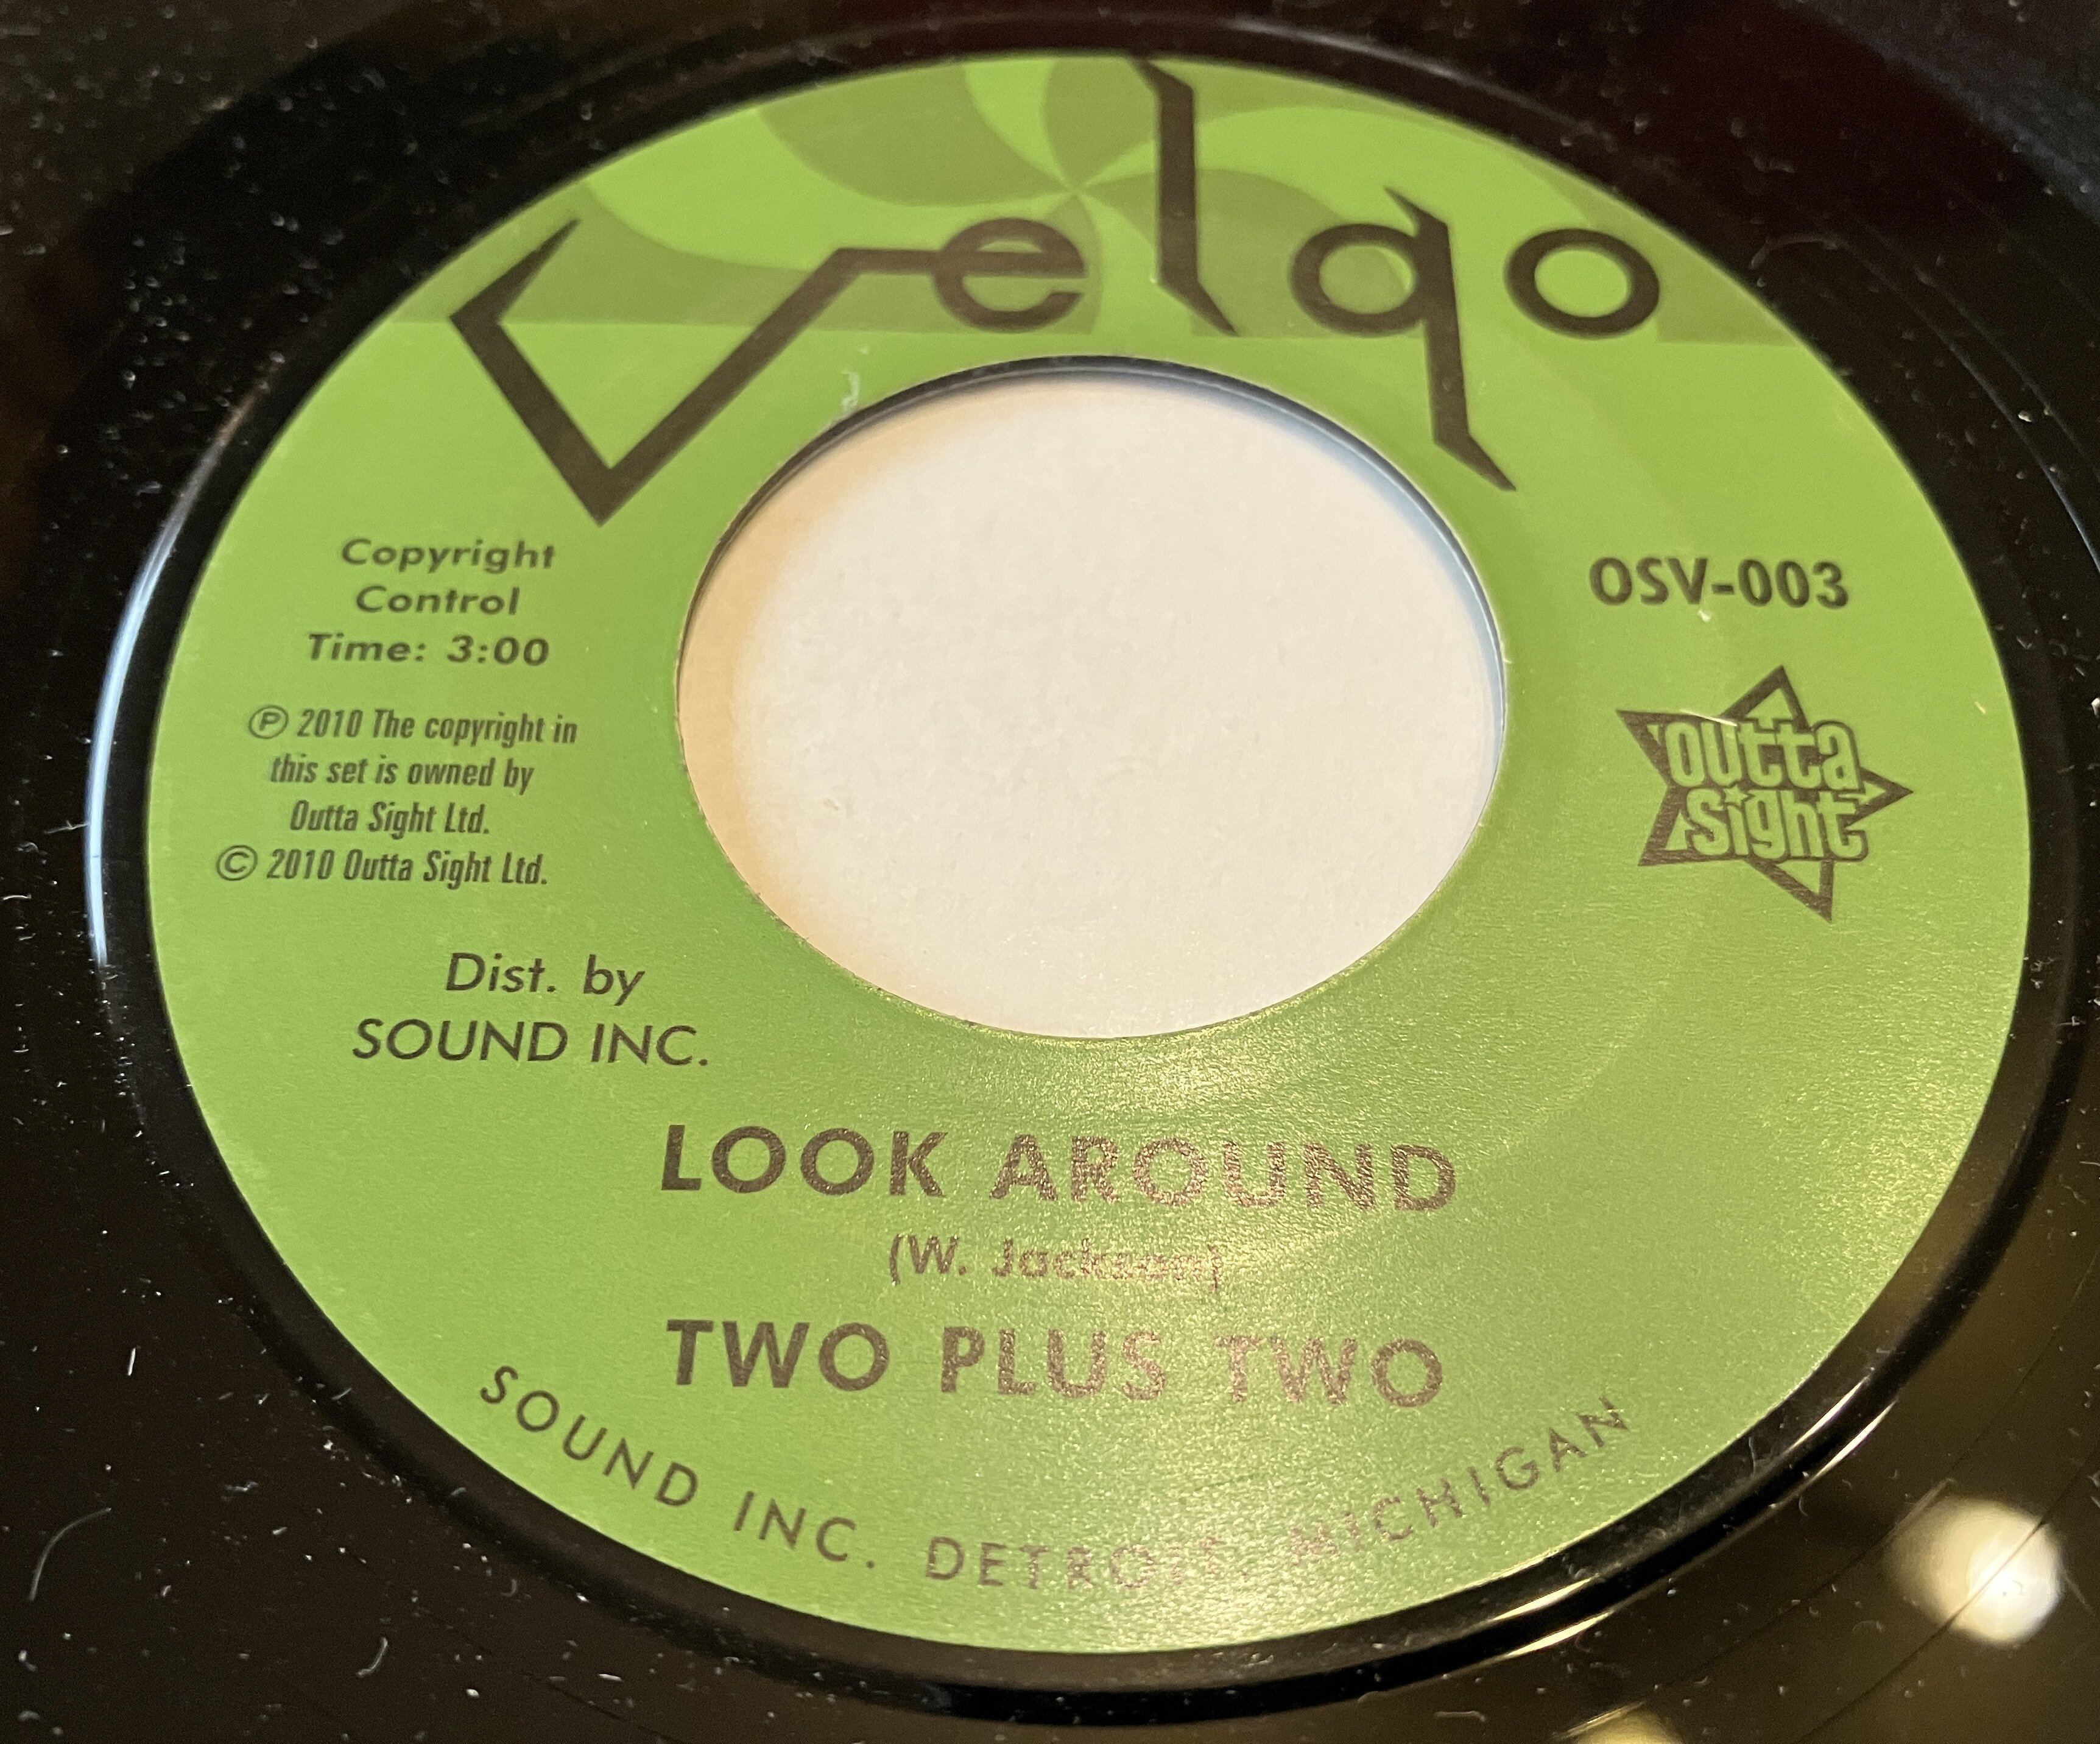 Velqo
Copyright
Control
Time: 3:00
℗ 2010 The copyright in
this set is owned by
Outta Sight Ltd.
© 2010 Outta Sight Ltd.
OSV-003
outta
sight
Dist. by
SOUND INC.
LOOK AROUND
(W. Jackson)
TWO PLUS TWO
SOUND INC. DETROIT, MICHIGAN